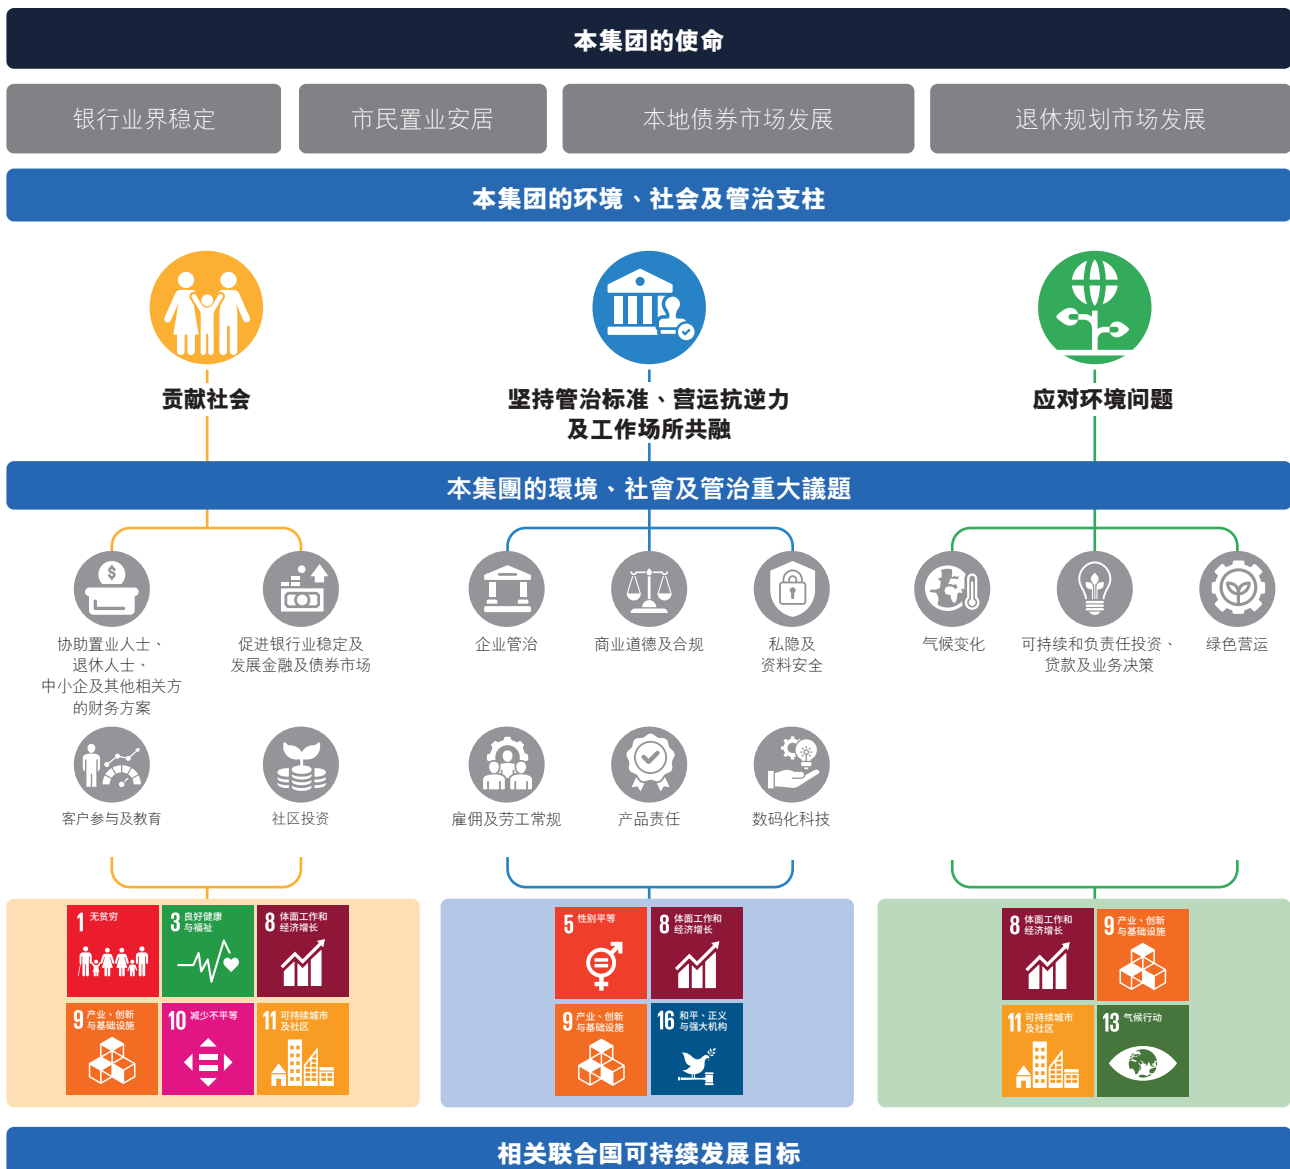 本集团的使命
银行业界稳定
市民置业安居
本地债券市场发展
退休规划市场发展
本集团的环境、社会及管治支柱
贡献社会
坚持管治标准、营运抗逆力
及工作场所共融
应对环境问题
本集團的環境、社會及管治重大議題
协助置业人士、
退休人士、
中小企及其他相关方
的财务方案
促进银行业稳定及
发展金融及债券市场
企业管治
商业道德及合规
私隐及
资料安全
气候变化
可持续和负责任投资、
贷款及业务决策
绿色营运
客户参与及教育
社区投资
雇佣及劳工常规
产品责任
数码化科技
1 无贫穷
3 良好健康
与福祉
8 体面工作和
经济增长
9 产业、创新
与基础设施
10 减少不平等
11 可持续城市
及社区
5 性别平等
8 体面工作和
经济增长
9 产业、创新
与基础设施
16 和平、正义
与强大机构
8 体面工作和
经济增长
9 产业、创新
与基础设施
11 可持续城市
及社区
13 气候行动
相关联合国可持续发展目标